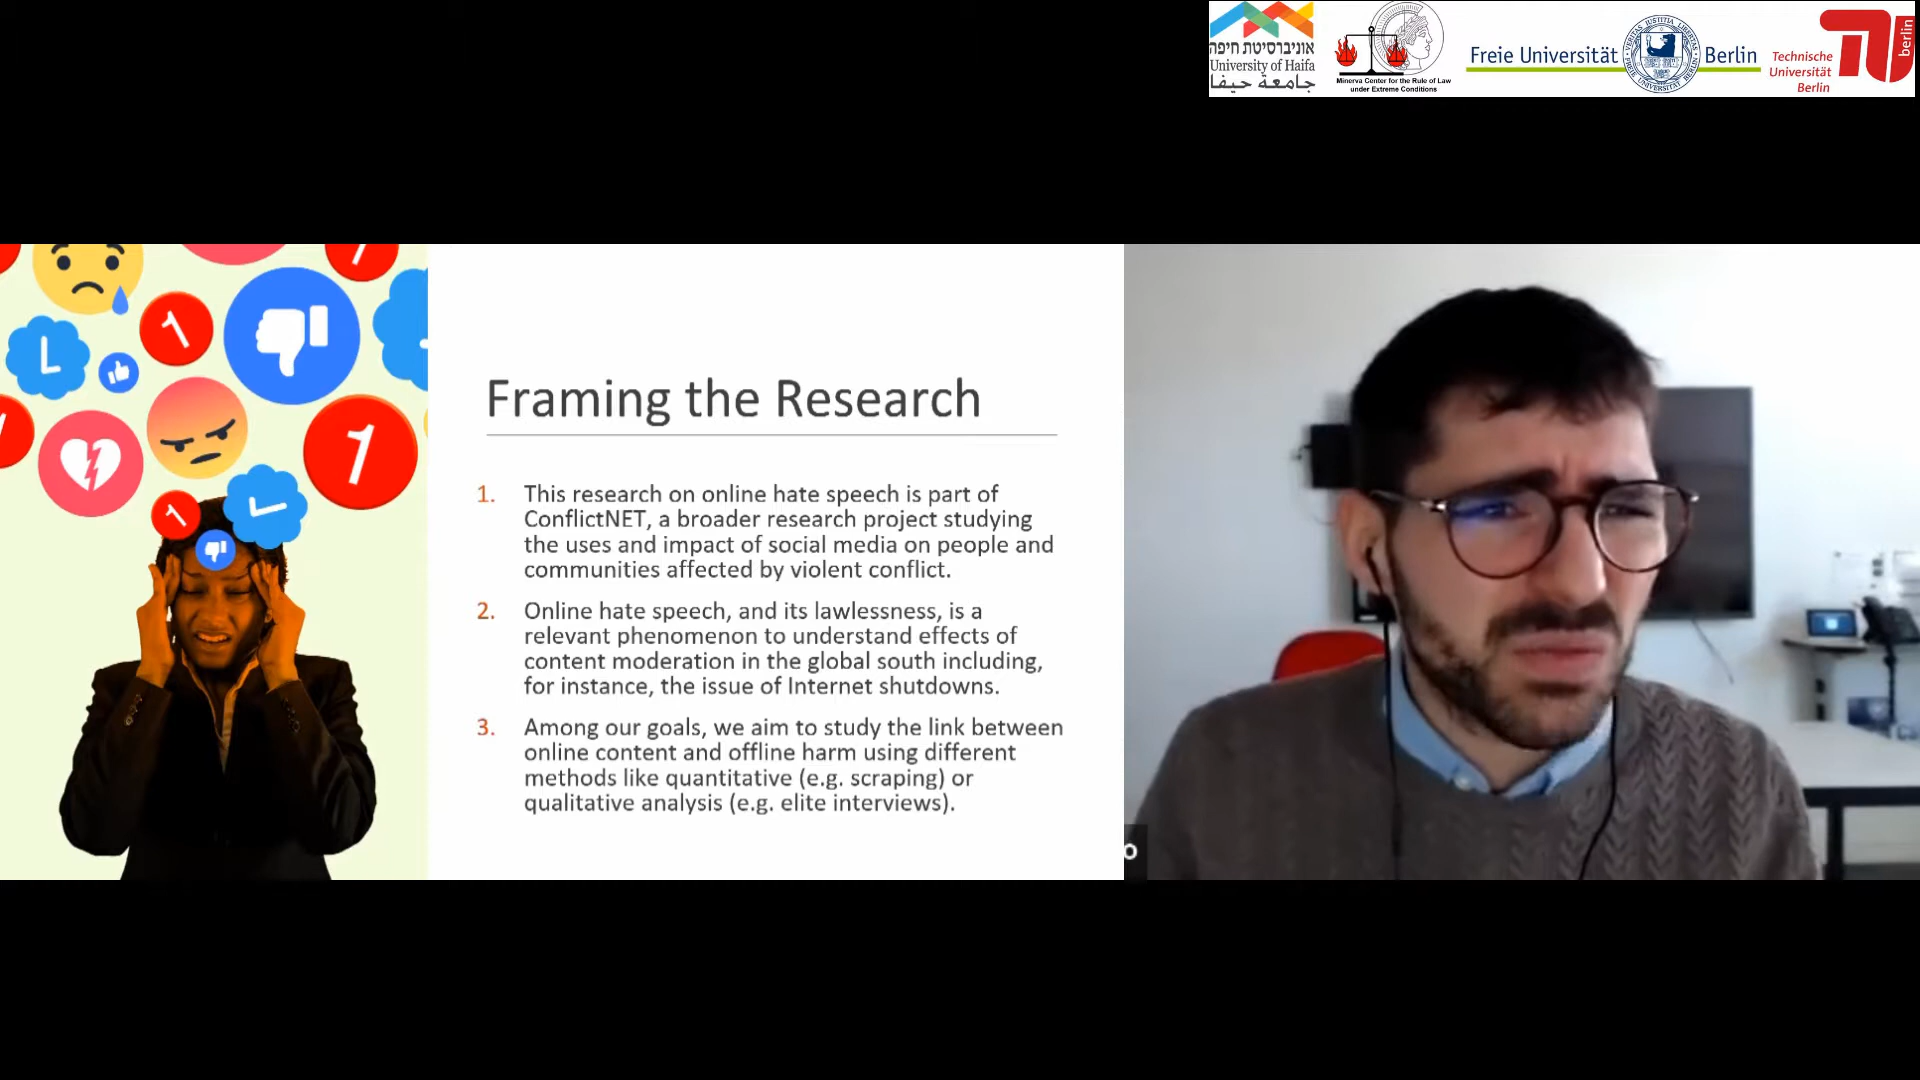 אוניברסיטת חיפה
University of Haifa
جامعة حيفا
Minerva Center for the Rule of Law
under Extreme Conditions
Freie Universität Berlin
Technische
Universität
Berlin
berlin
Framing the Research
1. This research on online hate speech is part of
ConflictNET, a broader research project studying
the uses and impact of social media on people and
communities affected by violent conflict.
2. Online hate speech, and its lawlessness, is a
relevant phenomenon to understand effects of
content moderation in the global south including,
for instance, the issue of Internet shutdowns.
3. Among our goals, we aim to study the link between
online content and offline harm using different
methods like quantitative (e.g. scraping) or
qualitative analysis (e.g. elite interviews).
1
1
1
1
o